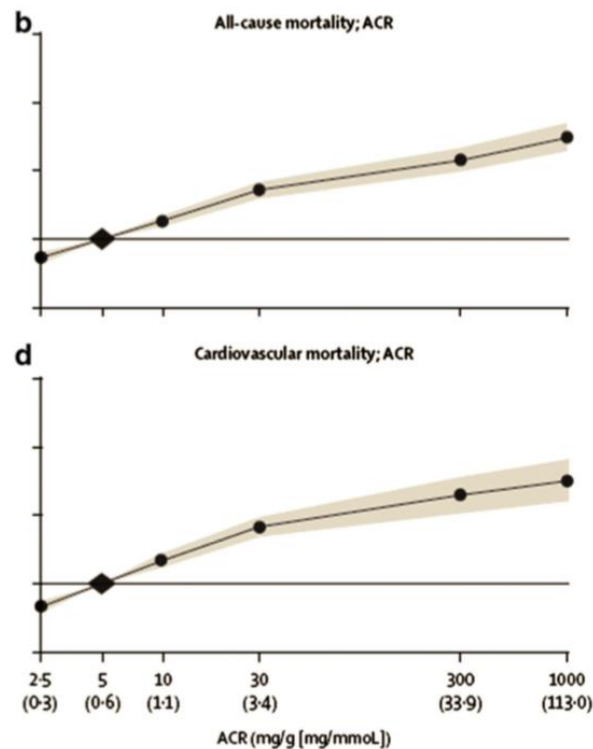 b
All-cause mortality; ACR
d
Cardiovascular mortality; ACR
2·5 5 10 30 300 1000
(0·3) (0·6) (1·1) (3·4) (33·9) (113·0)
ACR (mg/g [mg/mmoL])